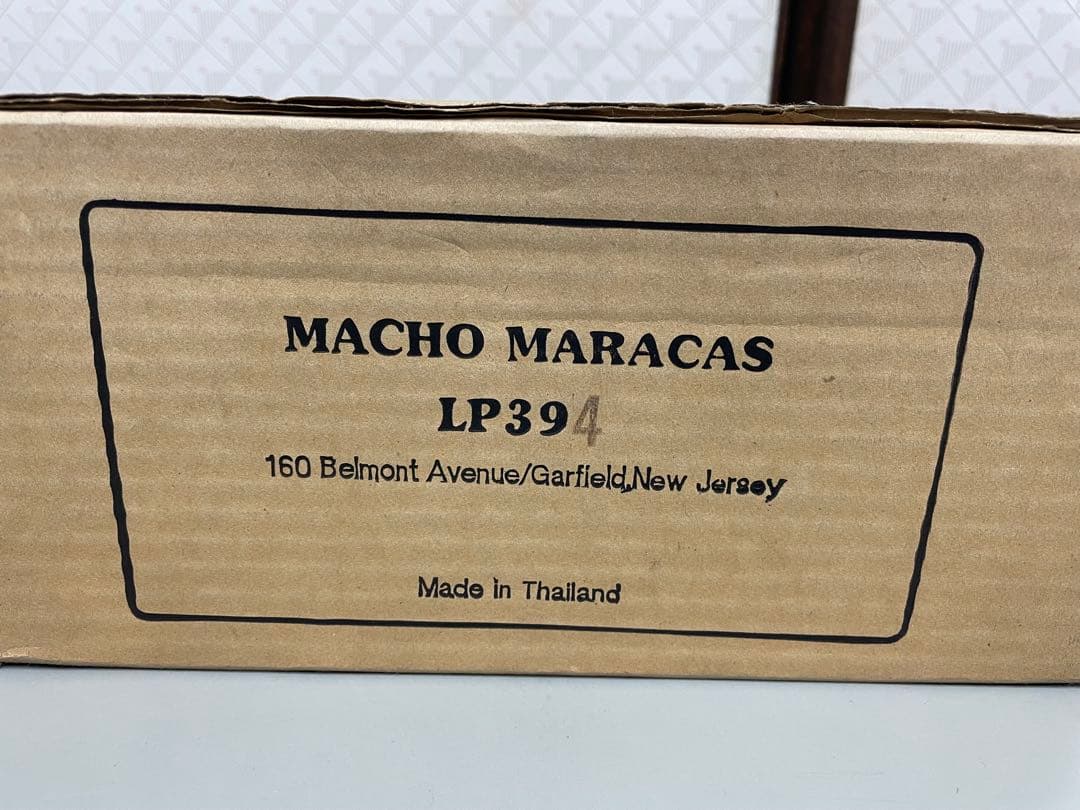 MACHO MARACAS
LP394
160 Belmont Avenue/Garfield,New Jersey
Made in Thailand